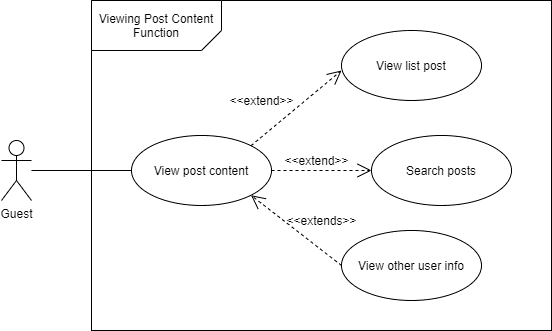 Viewing Post Content
Function
View list post
<<extend>>
View post content
<<extend>>
Search posts
Guest
<<extends>>
View other user info